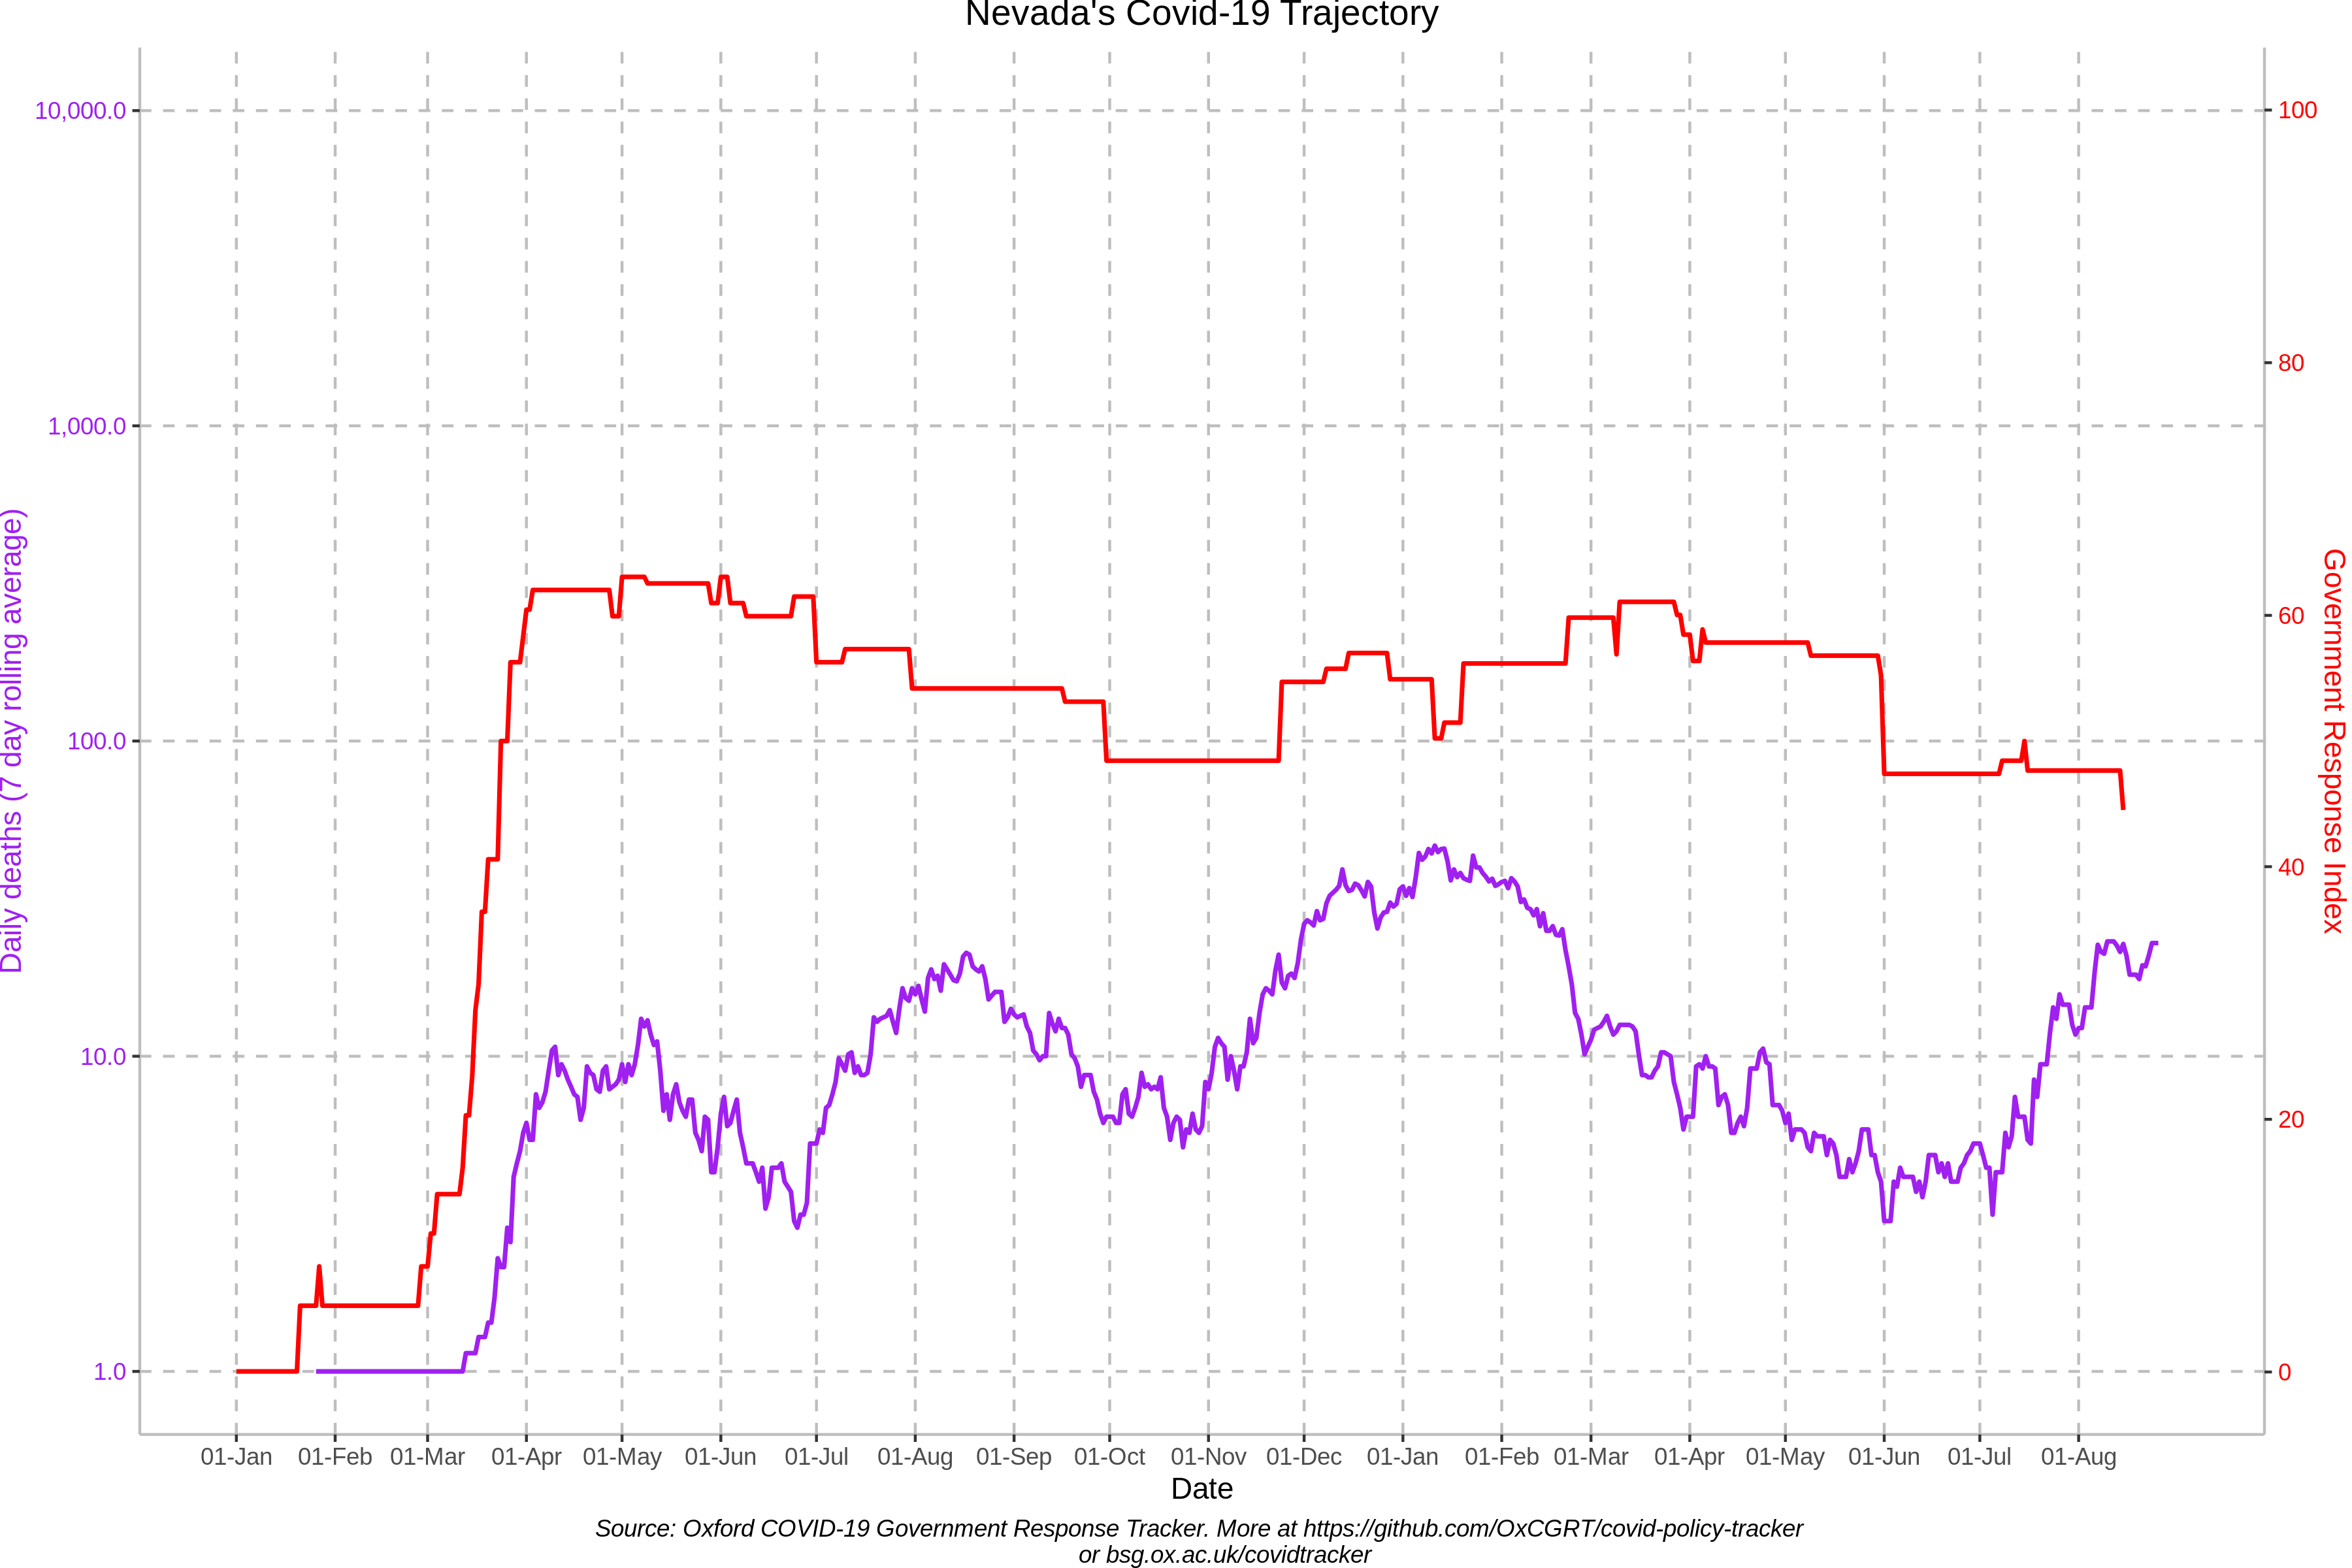 Nevada's Covid-19 Trajectory
10,000.0
1,000.0
100.0
10.0
1.0
Daily deaths (7 day rolling average)
100
80
60
40
20
0
Government Response Index
01-Jan 01-Feb 01-Mar 01-Apr 01-May 01-Jun 01-Jul 01-Aug 01-Sep 01-Oct 01-Nov 01-Dec 01-Jan 01-Feb 01-Mar 01-Apr 01-May 01-Jun 01-Jul 01-Aug
Date
Source: Oxford COVID-19 Government Response Tracker. More at https://github.com/OxCGRT/covid-policy-tracker
or bsg.ox.ac.uk/covidtracker